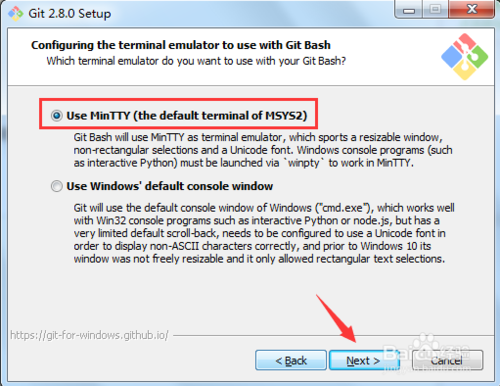 Git 2.8.0 Setup
Configuring the terminal emulator to use with Git Bash
Which terminal emulator do you want to use with your Git Bash?
Use MinTTY (the default terminal of MSYS2)
Git Bash will use MinTTY as terminal emulator, which sports a resizable window,
non-rectangular selections and a Unicode font. Windows console programs (such
as interactive Python) must be launched via `winpty` to work in MinTTY.
Use Windows' default console window
Git will use the default console window of Windows ("cmd.exe"), which works well
with Win32 console programs such as interactive Python or node.js, but has a
very limited default scroll-back, needs to be configured to use a Unicode font in
order to display non-ASCII characters correctly, and prior to Windows 10 its
window was not freely resizable and it only allowed rectangular text selections.
https://git-for-windows.github.io/
< Back
Next >
Cancel